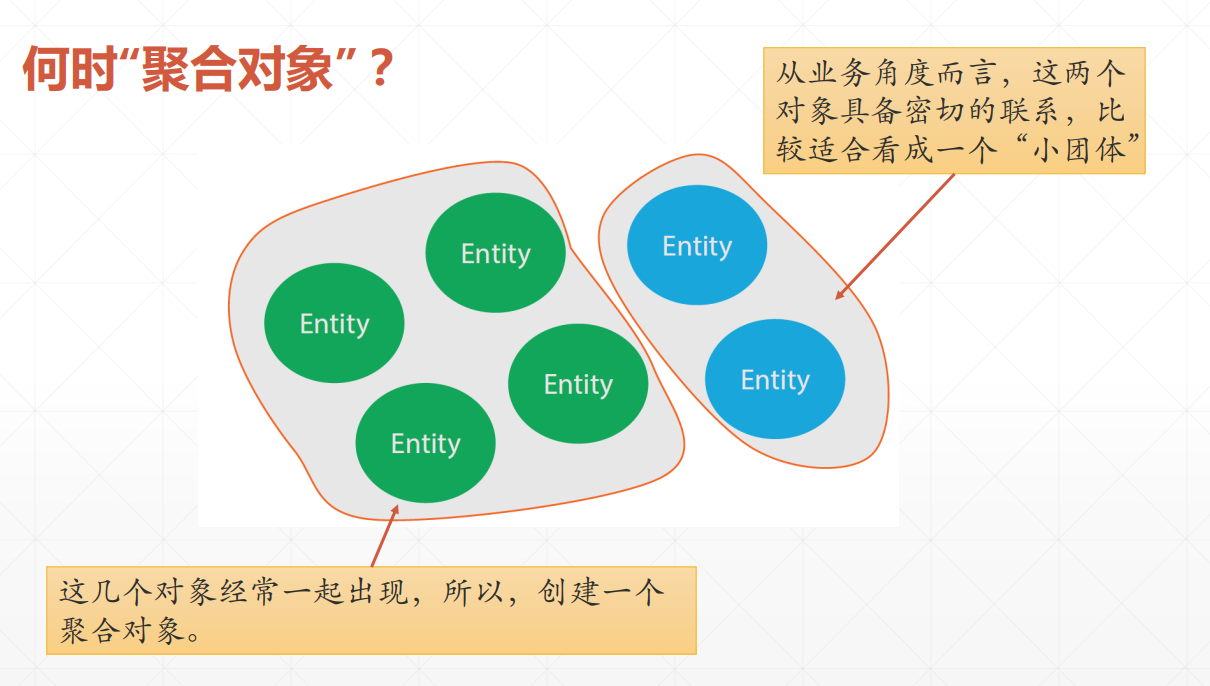 何时“聚合对象”？
从业务角度而言，这两个
对象具备密切的联系，比
较适合看成一个“小团体”
Entity
Entity
Entity
Entity
Entity
Entity
这几个对象经常一起出现，所以，创建一个
聚合对象。